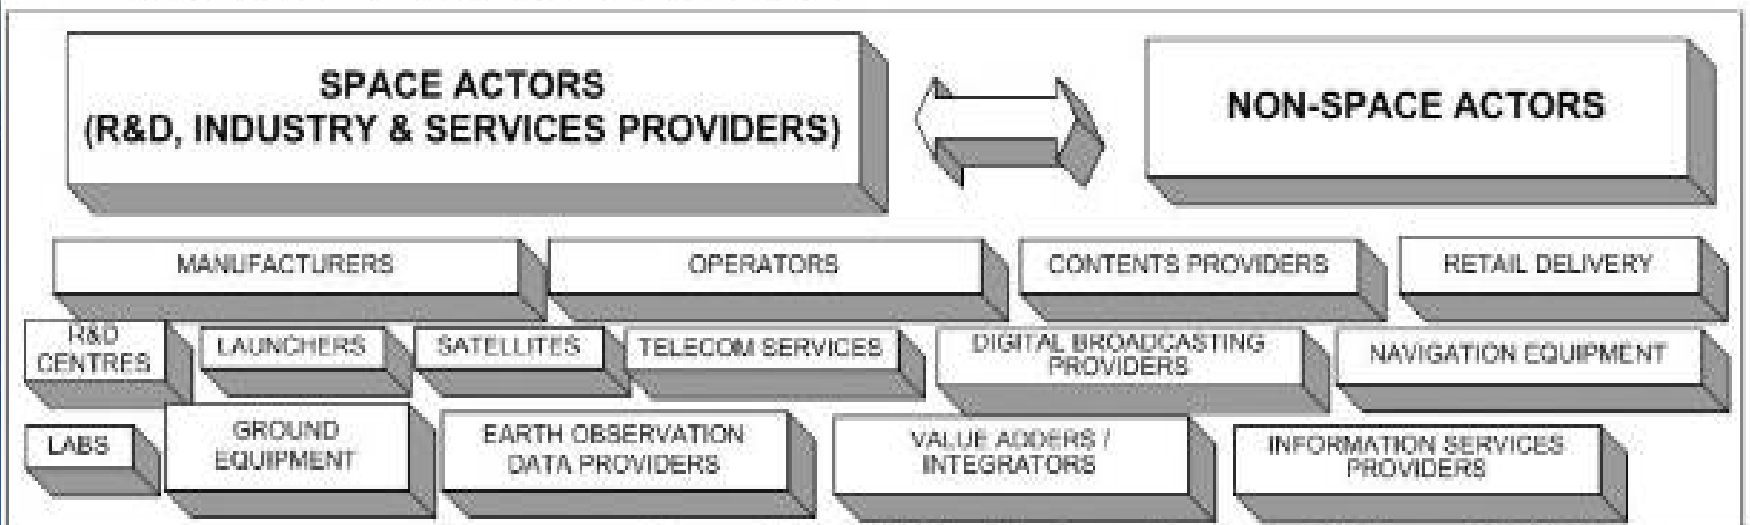 SPACE ACTORS
(R&D, INDUSTRY & SERVICES PROVIDERS)
NON-SPACE ACTORS
MANUFACTURERS
OPERATORS
CONTENTS PROVIDERS
RETAIL DELIVERY
R&D
CENTRES
LAUNCHERS
SATELLITES
TELECOM SERVICES
DIGITAL BROADCASTING
PROVIDERS
NAVIGATION EQUIPMENT
LABS
GROUND
EQUIPMENT
EARTH OBSERVATION
DATA PROVIDERS
VALUE ADDERS /
INTEGRATORS
INFORMATION SERVICES
PROVIDERS